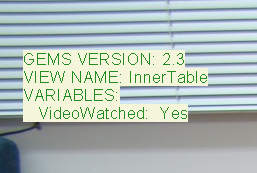 GEMS VERSION: 2.3
VIEW NAME: InnerTable
VARIABLES:
VideoWatched: Yes